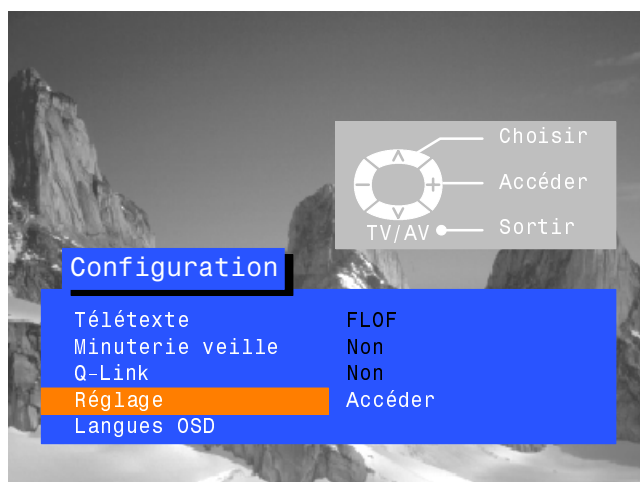 Choisir
Accéder
TV/AV Sortir
Configuration
Télétexte FLOF
Minuterie veille Non
Q-Link Non
Réglage Accéder
Langues OSD